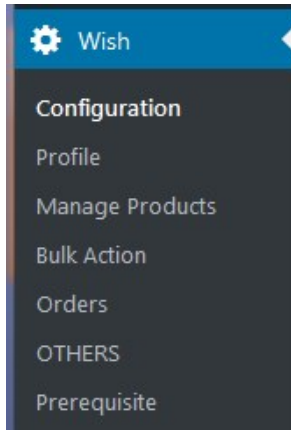 Wish
Configuration
Profile
Manage Products
Bulk Action
Orders
OTHERS
Prerequisite